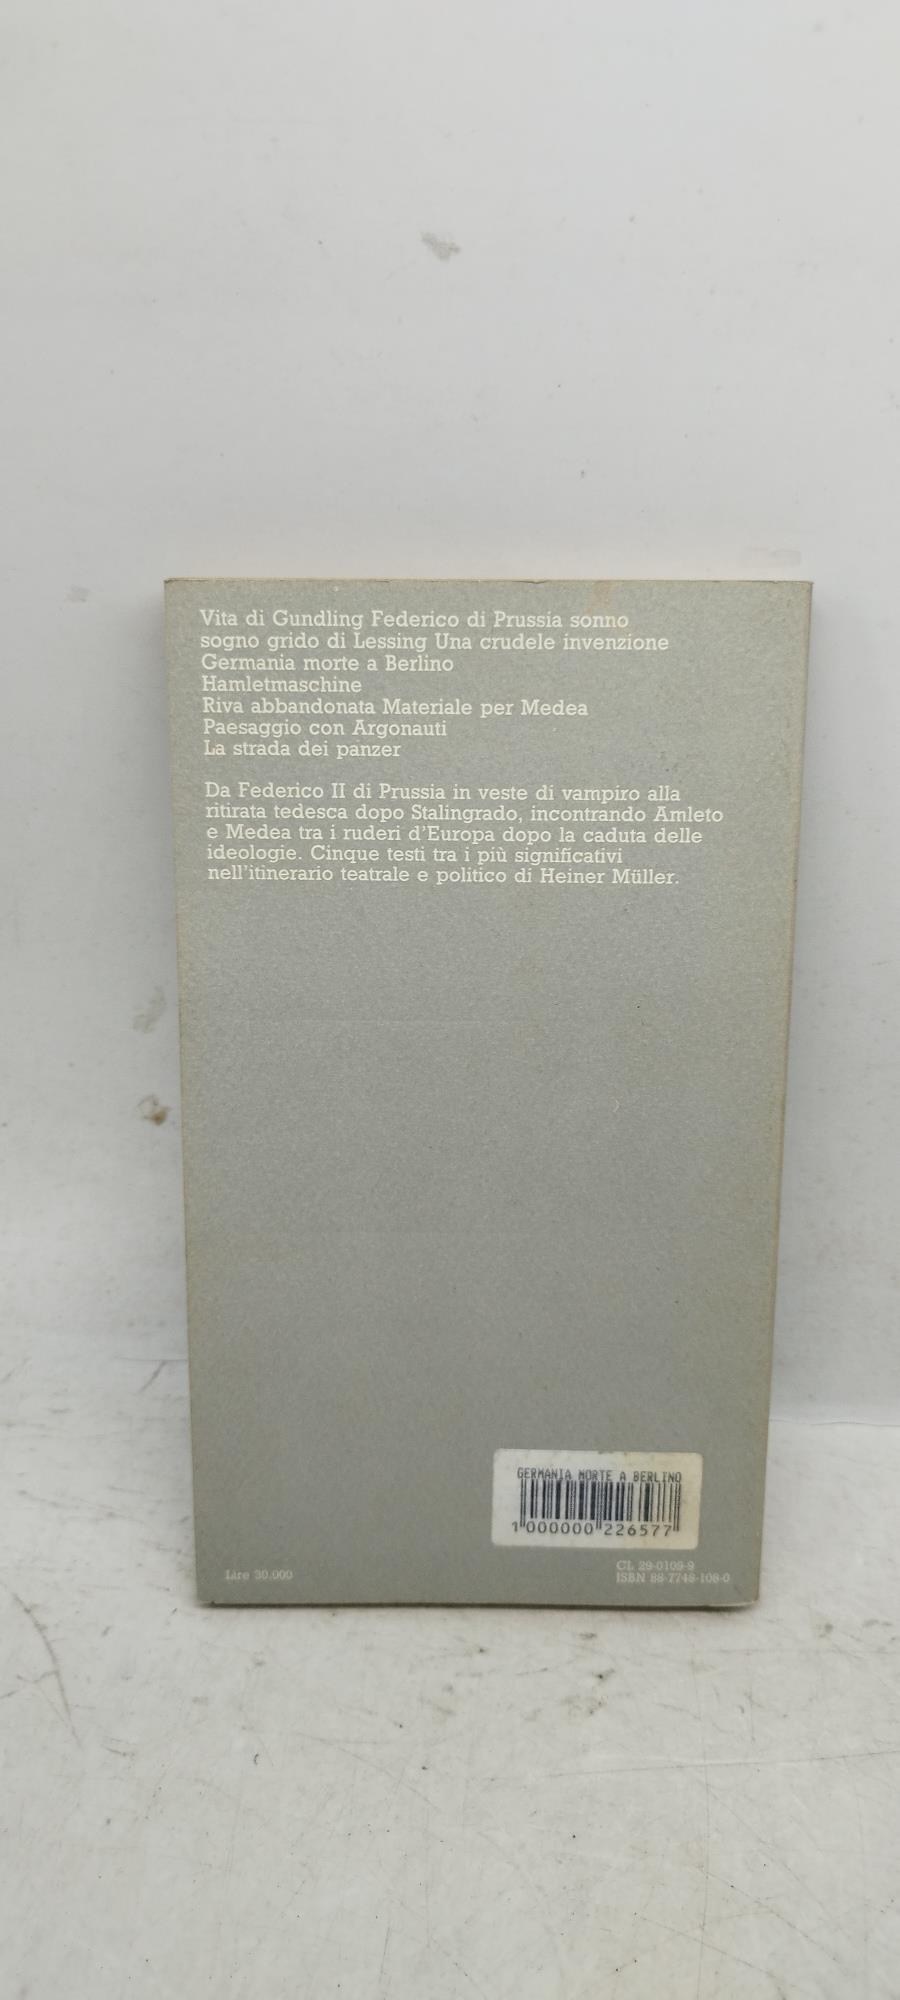 Vita di Gundling Federico di Prussia sonno
sogno grido di Lessing Una crudele invenzione
Germania morte a Berlino
Hamletmaschine
Riva abbandonata Materiale per Medea
Paesaggio con Argonauti
La strada dei panzer
Da Federico II di Prussia in veste di vampiro alla
ritirata tedesca dopo Stalingrado, incontrando Amleto
e Medea tra i ruderi d'Europa dopo la caduta delle
ideologie. Cinque testi tra i più significativi
nell'itinerario teatrale e politico di Heiner Müller.
GERMANIA MORTE A BERLINO
1 000000 226577
Lire 30.000
CL 29-0109-9
ISBN 88-7748-108-0